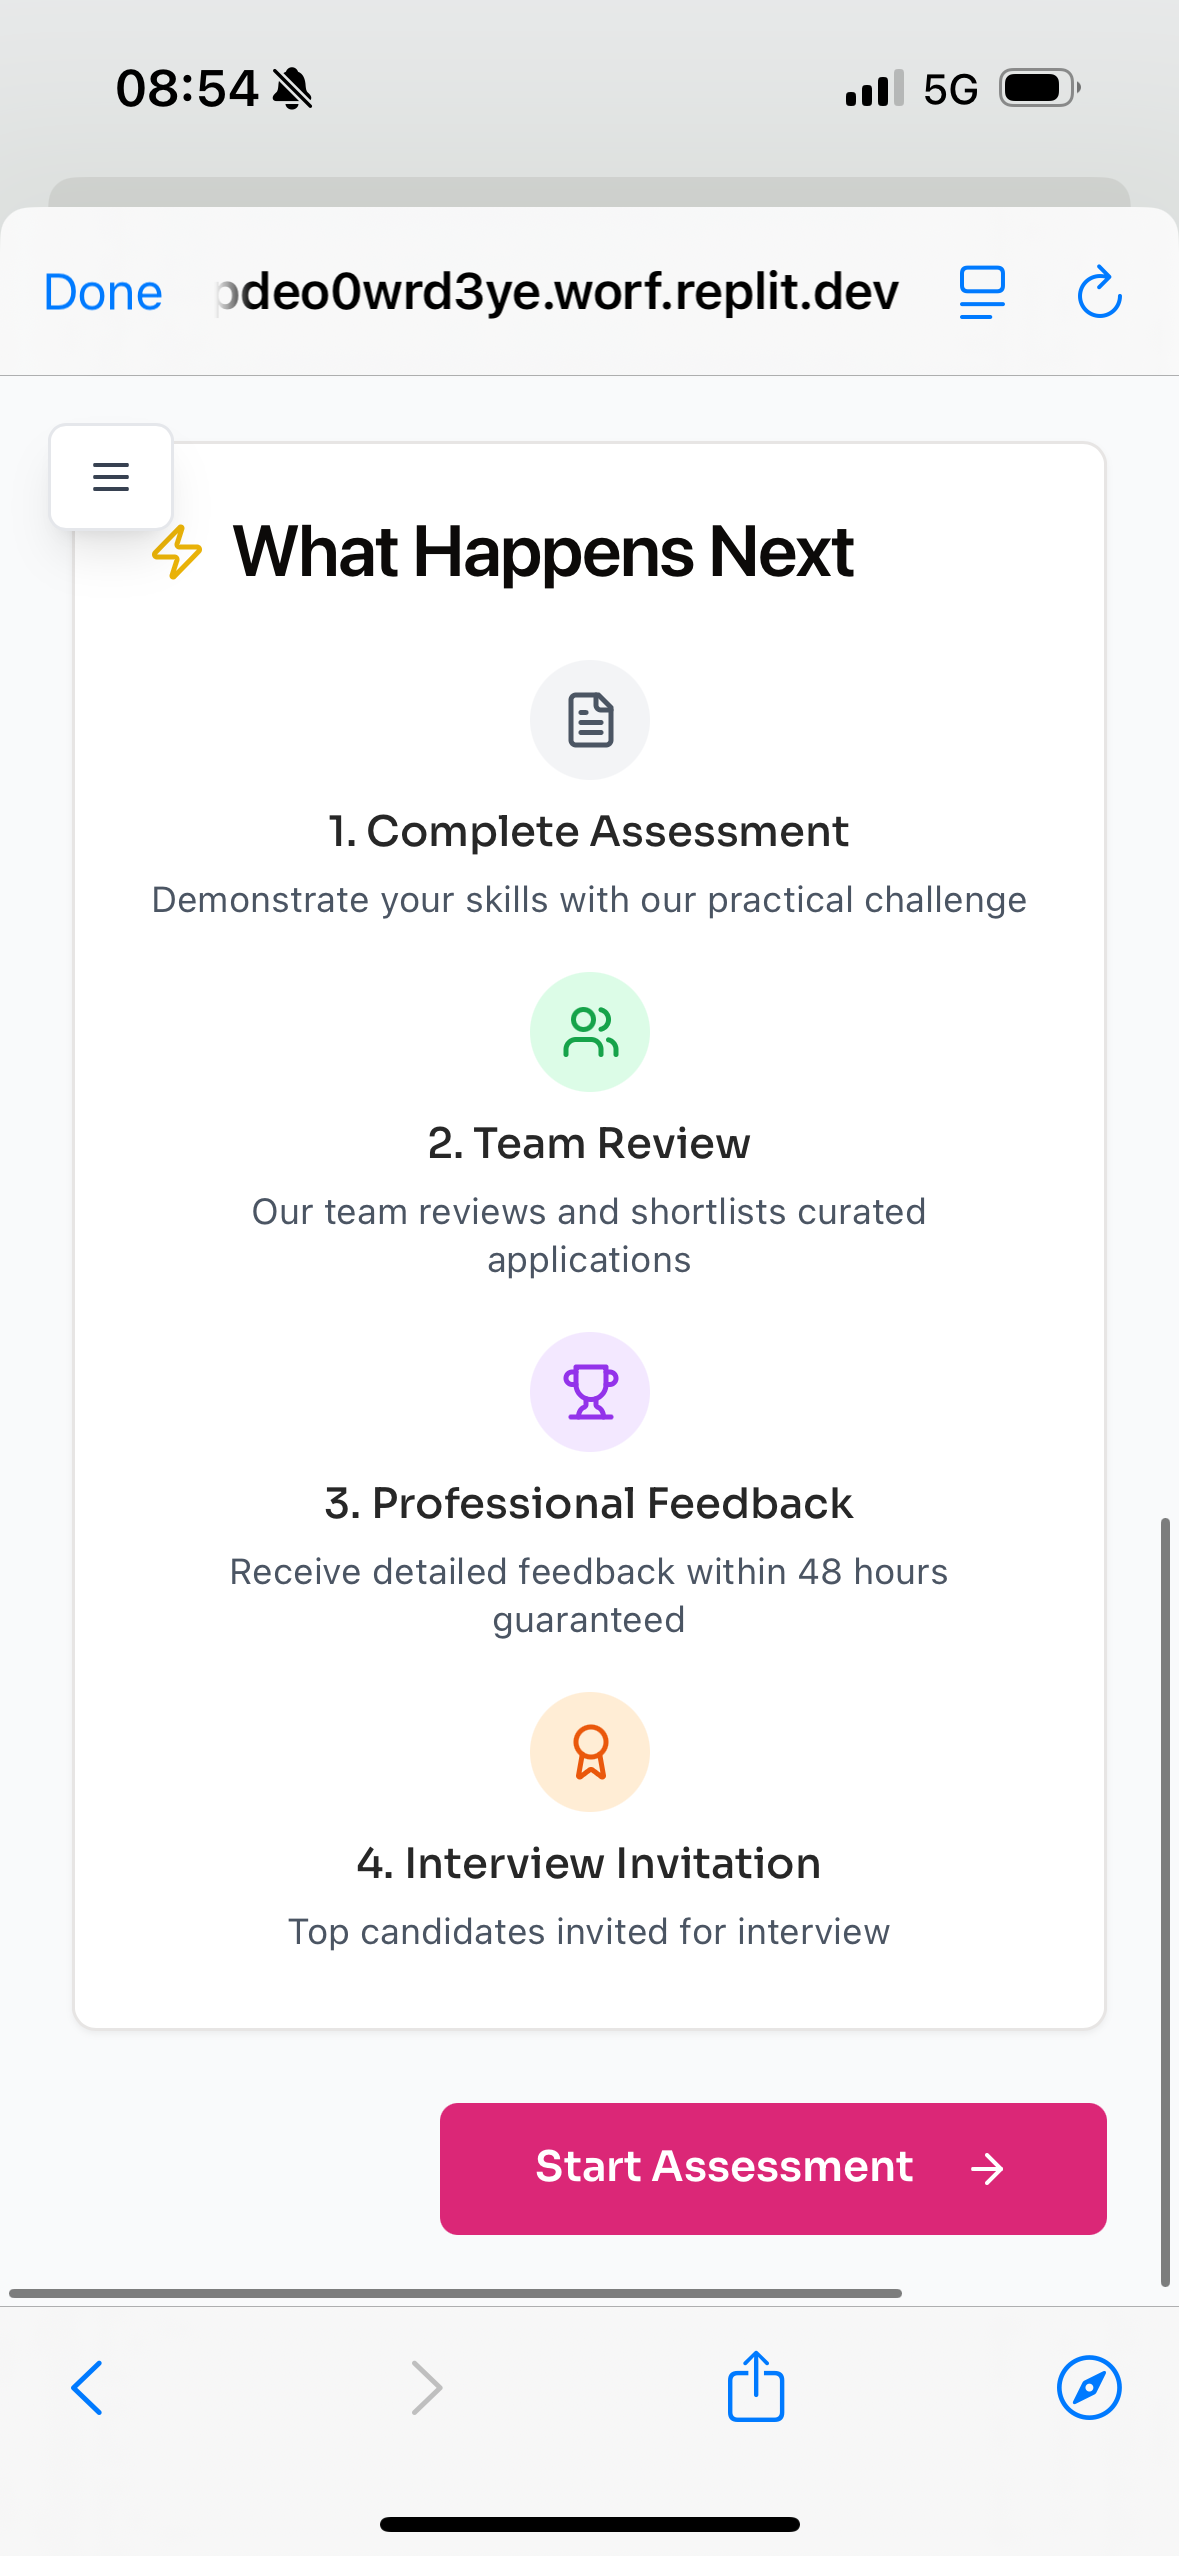 08:54
5G
Done
pdeo0wrd3ye.worf.replit.dev
What Happens Next
1. Complete Assessment
Demonstrate your skills with our practical challenge
2. Team Review
Our team reviews and shortlists curated
applications
3. Professional Feedback
Receive detailed feedback within 48 hours
guaranteed
4. Interview Invitation
Top candidates invited for interview
Start Assessment